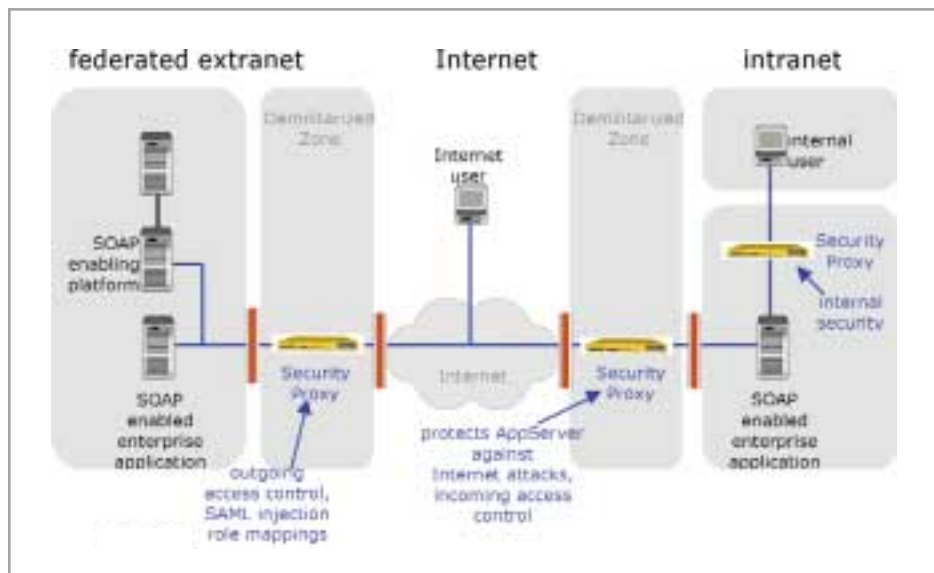 federated extranet
Internet
intranet
Demilitarized
Zone
Demilitarized
Zone
Internet
user
internal
user
SOAP
enabling
platform
Security
Proxy
internal
security
Security
Proxy
Internet
Security
Proxy
SOAP
enabled
enterprise
application
SOAP
enabled
enterprise
application
protects AppServer
against
Internet attacks,
incoming access
control
outgoing
access control,
SAML injection
role mappings